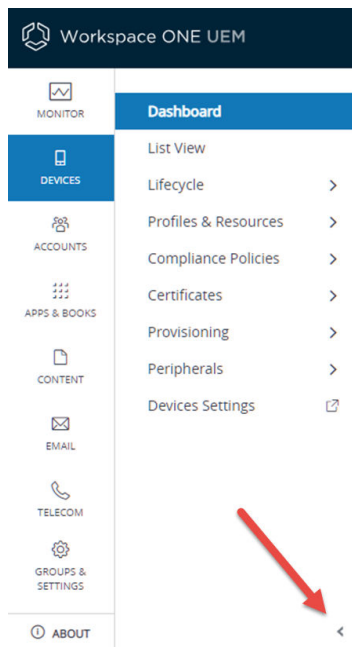 Workspace ONE UEM
MONITOR
DEVICES
ACCOUNTS
APPS & BOOKS
CONTENT
EMAIL
TELECOM
GROUPS &
SETTINGS
ABOUT
Dashboard
List View
Lifecycle
Profiles & Resources
Compliance Policies
Certificates
Provisioning
Peripherals
Devices Settings